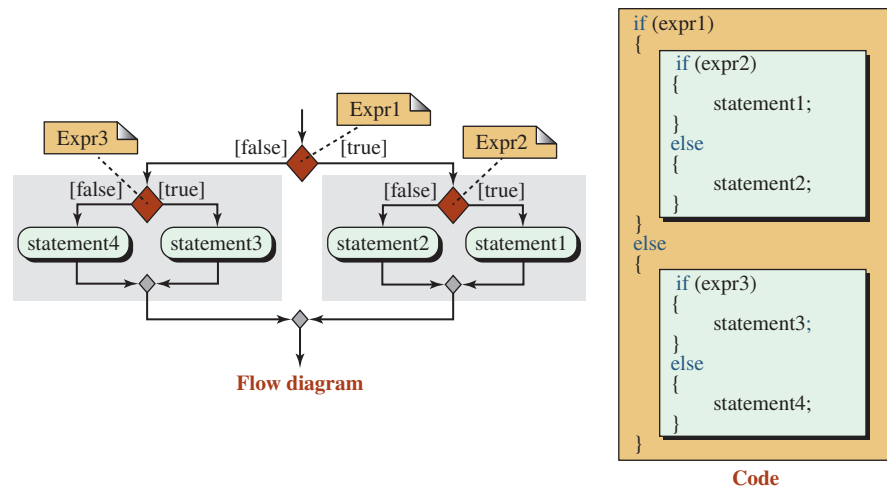 Expr1
Expr3
Expr2
[false]
[true]
[false]
[true]
[false]
[true]
statement4
statement3
statement2
statement1
Flow diagram
if (expr1)
{
if (expr2)
{
statement1;
}
else
{
statement2;
}
}
else
{
if (expr3)
{
statement3;
}
else
{
statement4;
}
}
Code